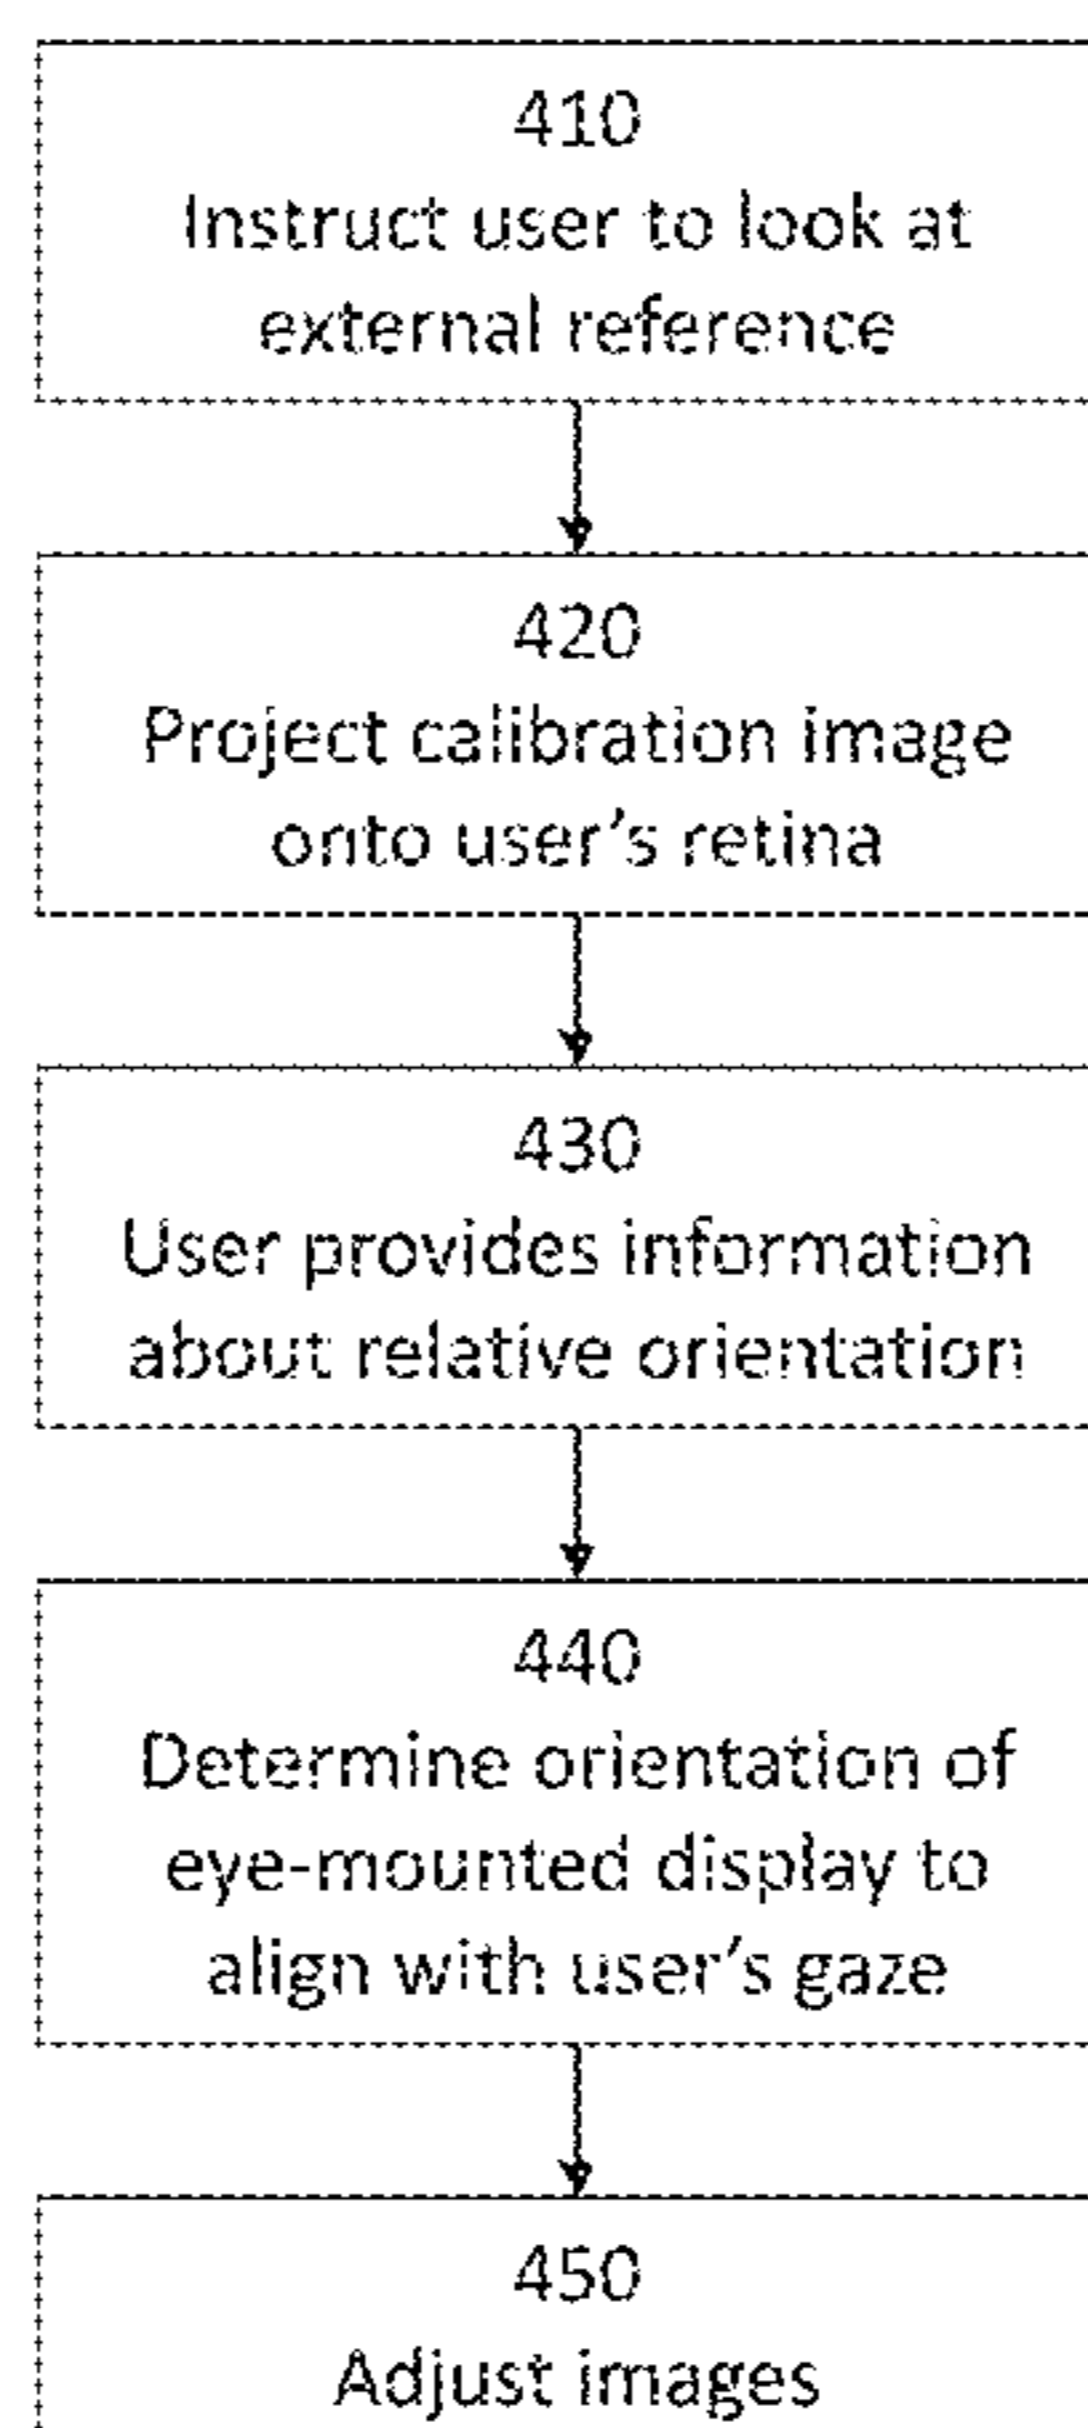 410
Instruct user to look at
external reference
420
Project calibration image
onto user's retina
430
User provides information
about relative orientation
440
Determine orientation of
eye-mounted display to
align with user's gaze
450
Adjust images